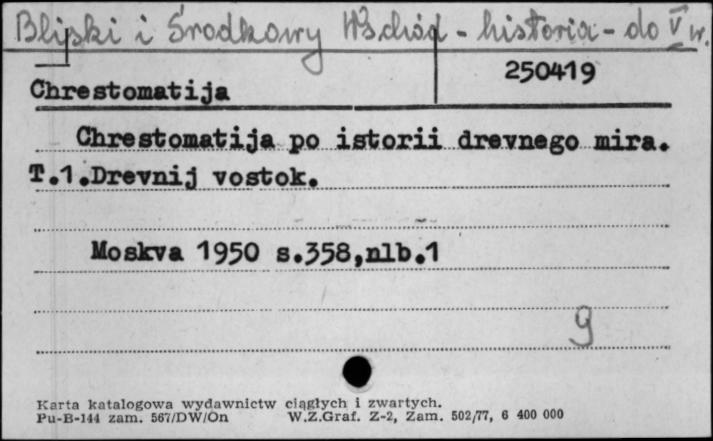 Bliski i Środkowy Wschód - historia - do V w.
250419
Chrestomatija
Chrestomatija po istorii drevnego mira.
T.1.Drevnij vostok.
Moskva 1950 s.358,nlb.1
9
Karta katalogowa wydawnictw ciągłych i zwartych.
Pu-B-144 zam. 567/DW/On W.Z.Graf. Z-2, Zam. 502/77, 6 400 000